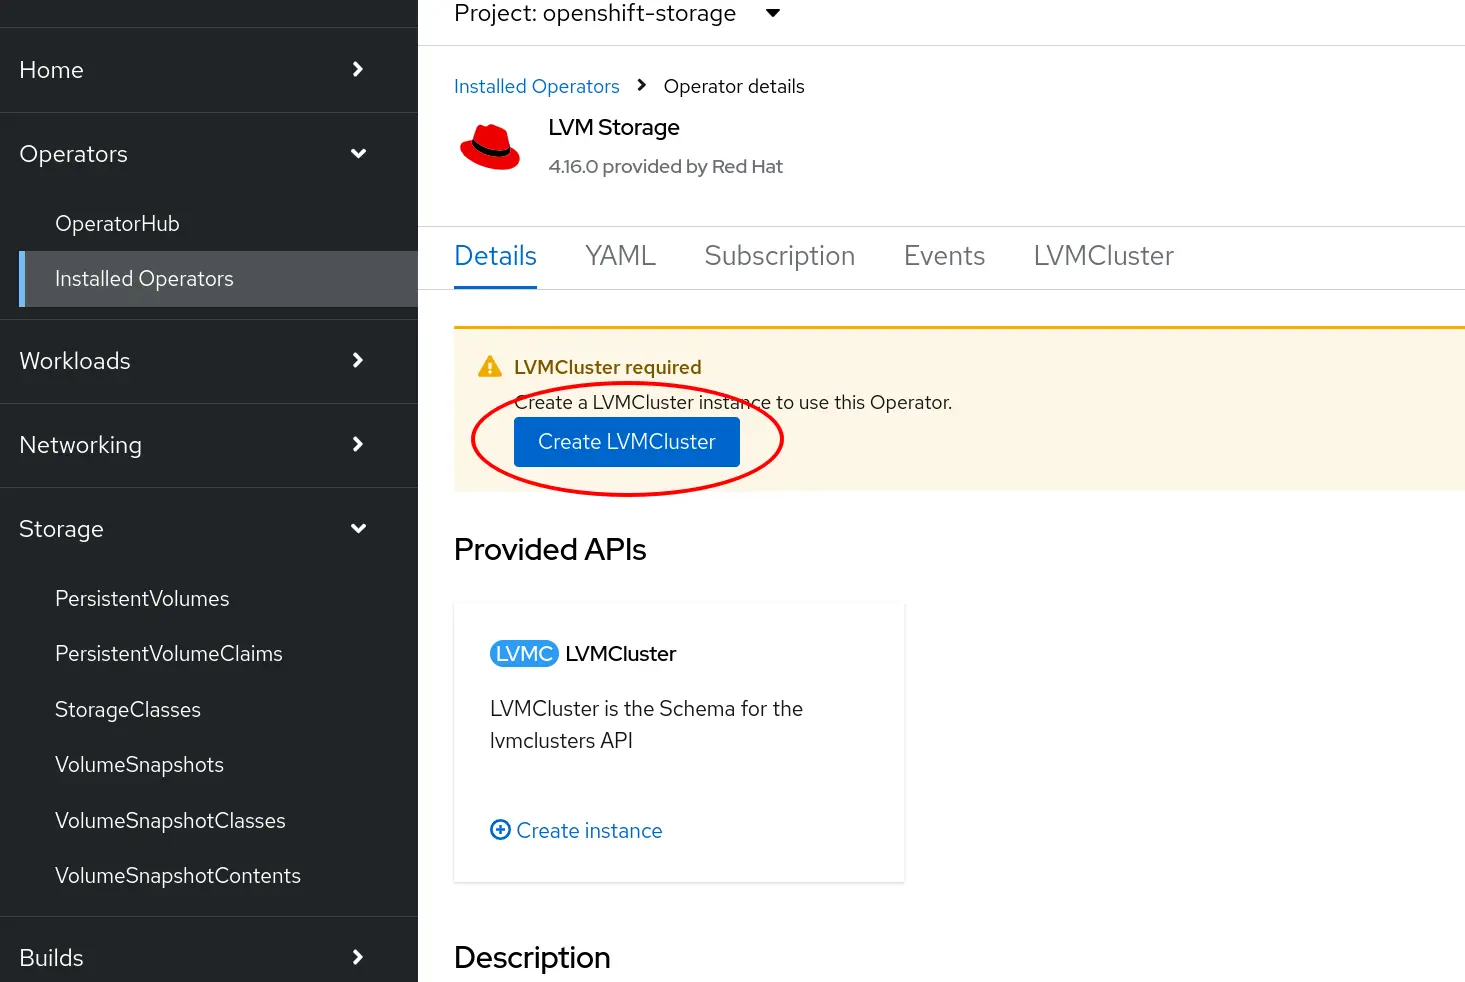 Project: openshift-storage
Home
Operators
OperatorHub
Installed Operators
Workloads
Networking
Storage
PersistentVolumes
PersistentVolumeClaims
StorageClasses
VolumeSnapshots
VolumeSnapshotClasses
VolumeSnapshotContents
Builds
Installed Operators Operator details
LVM Storage
4.16.0 provided by Red Hat
Details YAML Subscription Events LVMCluster
LVMCluster required
Create a LVMCluster instance to use this Operator.
Create LVMCluster
Provided APIs
LVMC LVMCluster
LVMCluster is the Schema for the
lvmclusters API
Create instance
Description